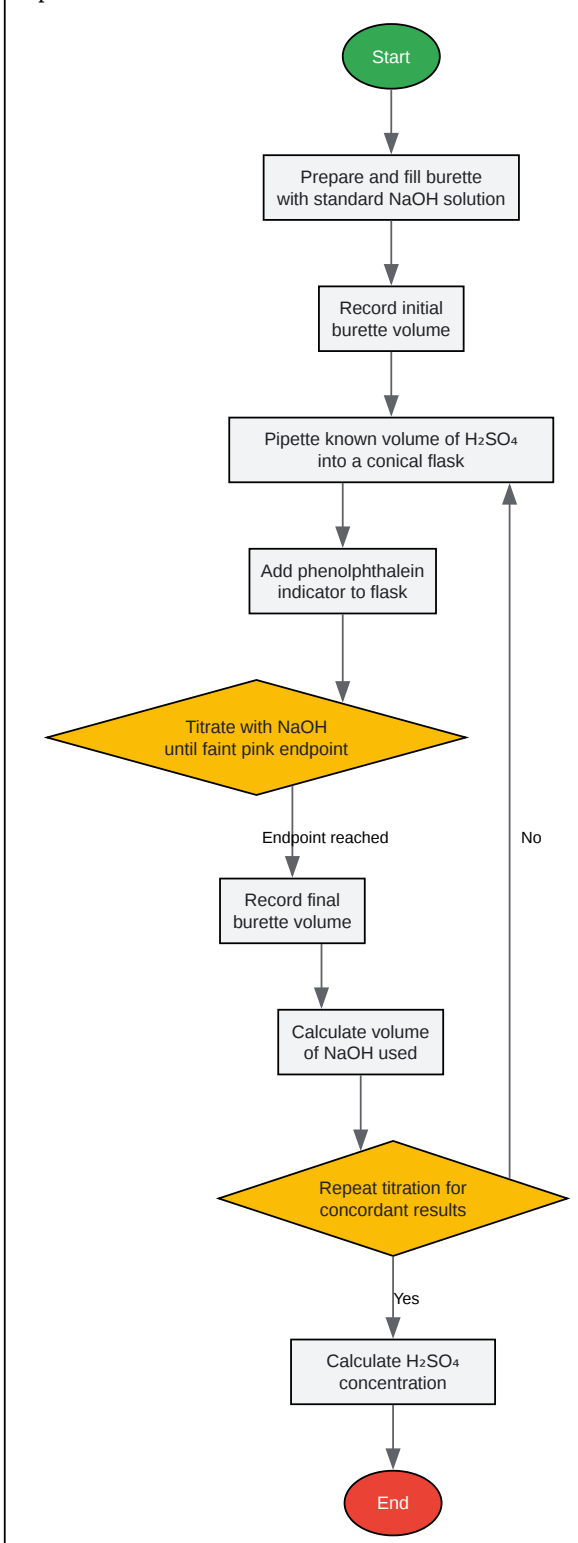 Start
Prepare and fill burette
with standard NaOH solution
Record initial
burette volume
Pipette known volume of H₂SO₄
into a conical flask
Add phenolphthalein
indicator to flask
Titrate with NaOH
until faint pink endpoint
Endpoint reached
No
Record final
burette volume
Calculate volume
of NaOH used
Repeat titration for
concordant results
Yes
Calculate H₂SO₄
concentration
End